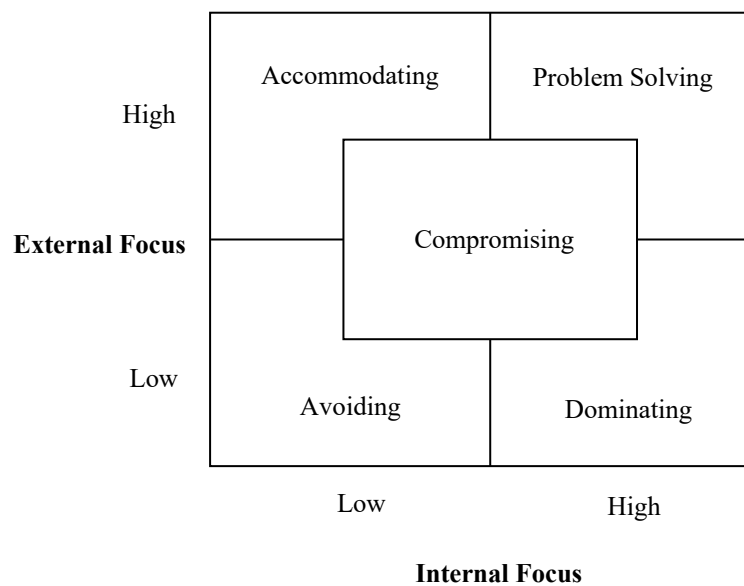 Accommodating
Problem Solving
High
External Focus
Compromising
Low
Avoiding
Dominating
Low
High
Internal Focus